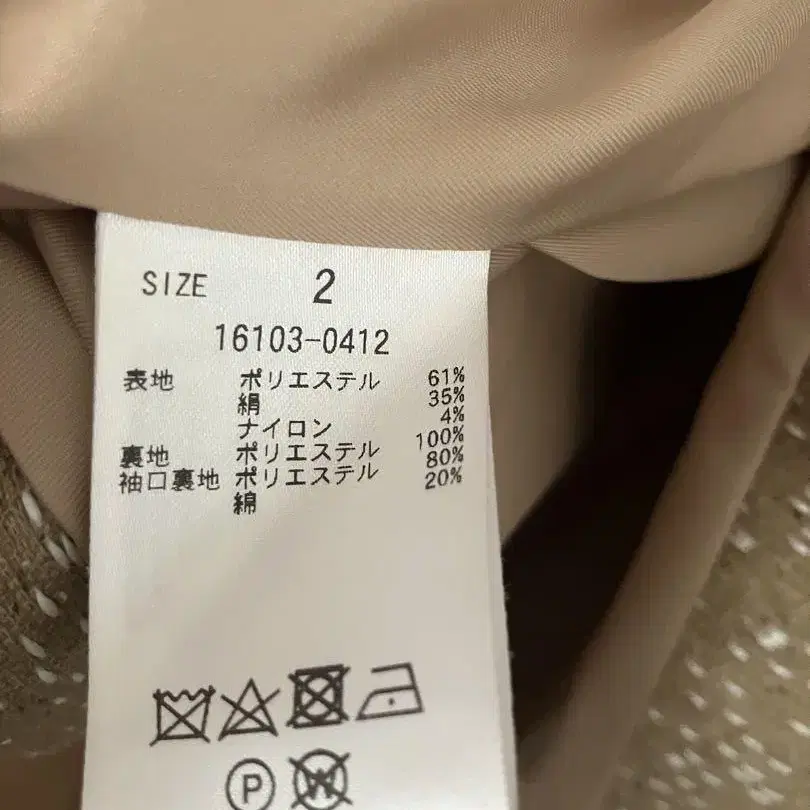 SIZE 2
16103-0412
表地 ポリエステル 61%
絹 35%
ナイロン 4%
裏地 ポリエステル 100%
袖口裏地 ポリエステル 80%
綿 20%
P W